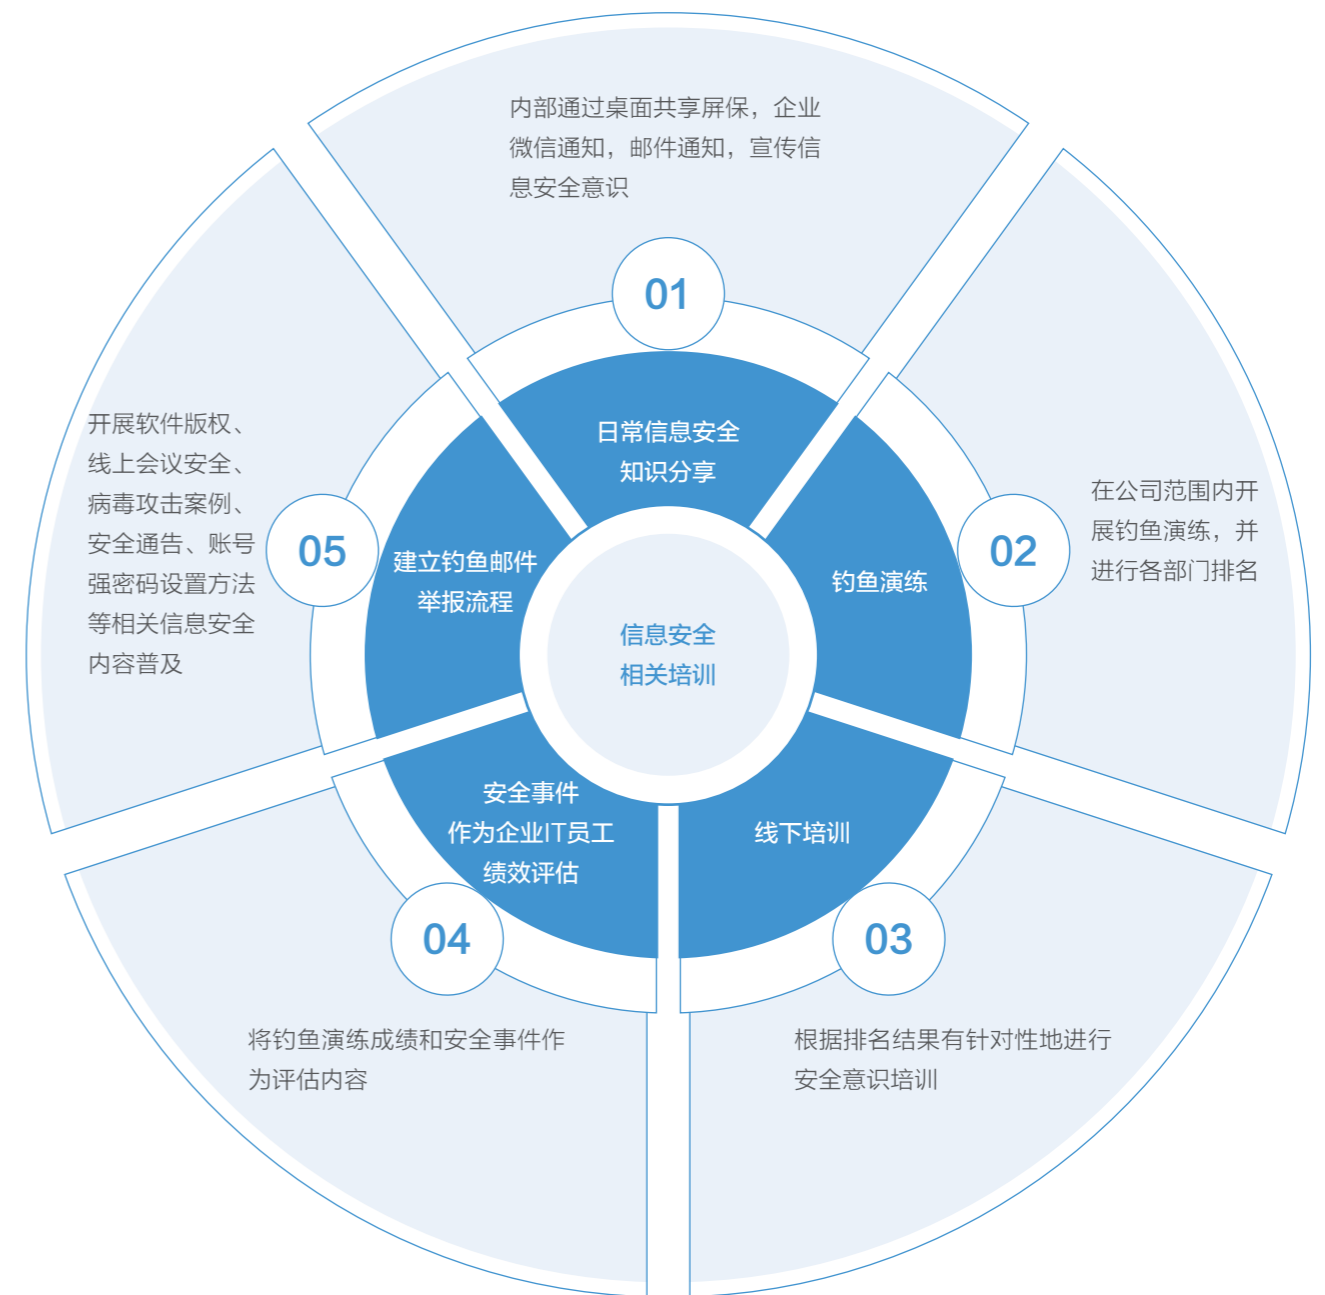 内部通过桌面共享屏保，企业
微信通知，邮件通知，宣传信
息安全意识
01
日常信息安全
知识分享
在公司范围内开
展钓鱼演练，并
进行各部门排名
02
钓鱼演练
根据排名结果有针对性地进行
安全意识培训
03
线下培训
将钓鱼演练成绩和安全事件作
为评估内容
04
安全事件
作为企业IT员工
绩效评估
开展软件版权、
线上会议安全、
病毒攻击案例、
安全通告、账号
强密码设置方法
等相关信息安全
内容普及
05
建立钓鱼邮件
举报流程
信息安全
相关培训